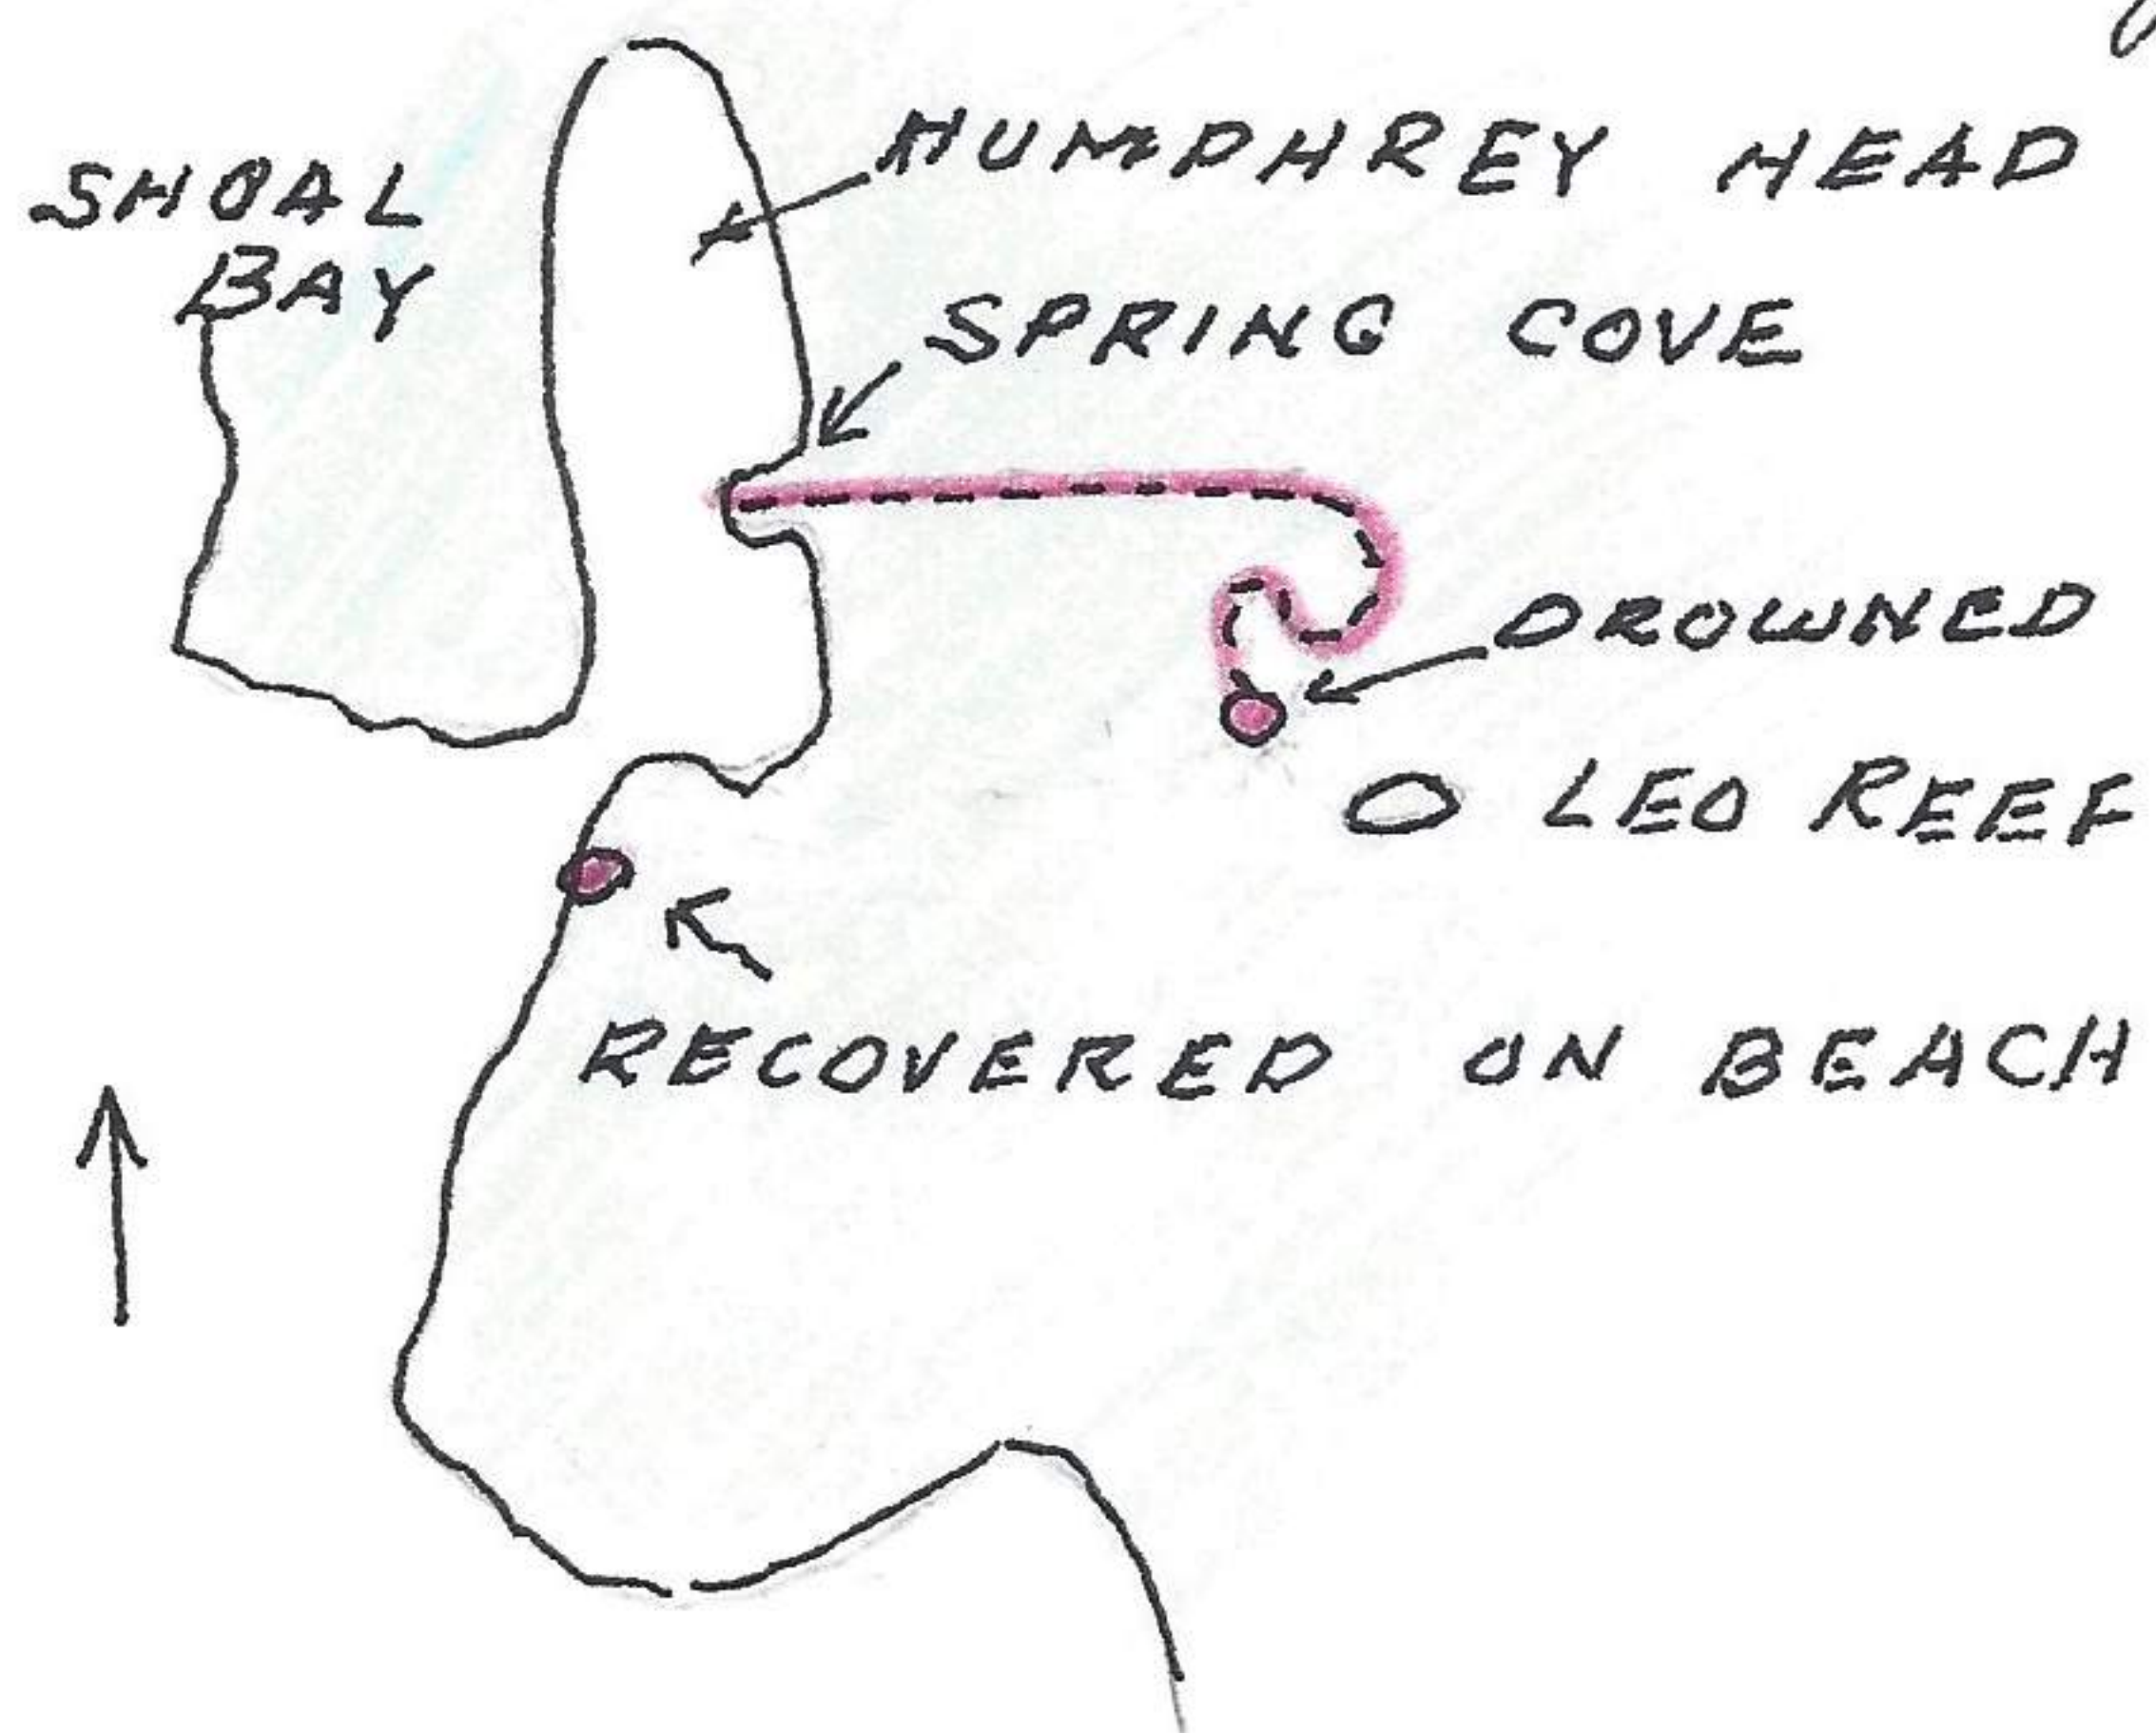 HUMPHREY HEAD
SHOAL
BAY
SPRING COVE
DROWNED
LEO REEF
RECOVERED ON BEACH